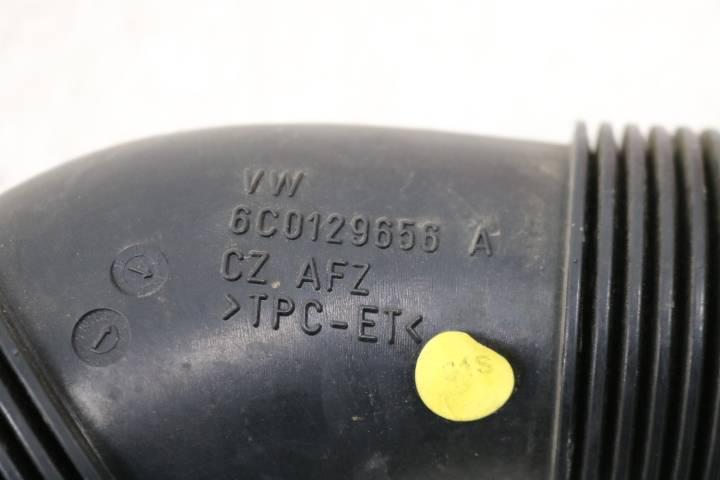 VW
6C0129656 A
CZ AFZ
>TPC-ET<